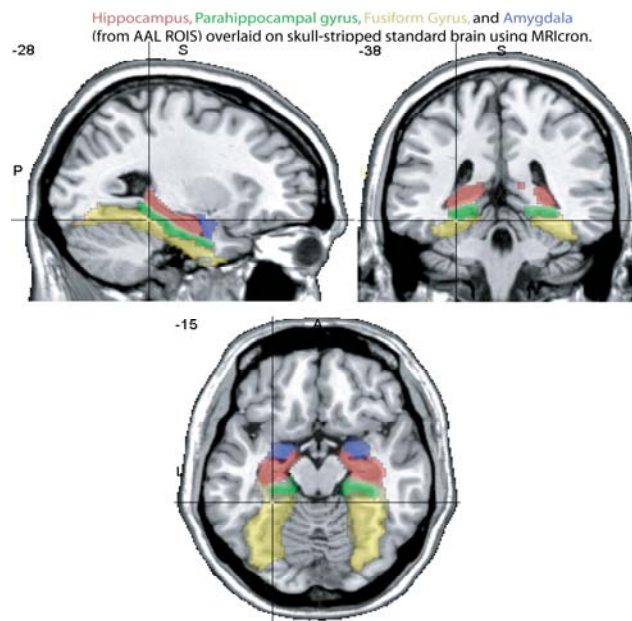 Hippocampus, Parahippocampal gyrus, Fusiform Gyrus, and Amygdala
(from AAL ROIS) overlaid on skull-stripped standard brain using MRIcron.
-28
S
-38
S
P
-15
A
L